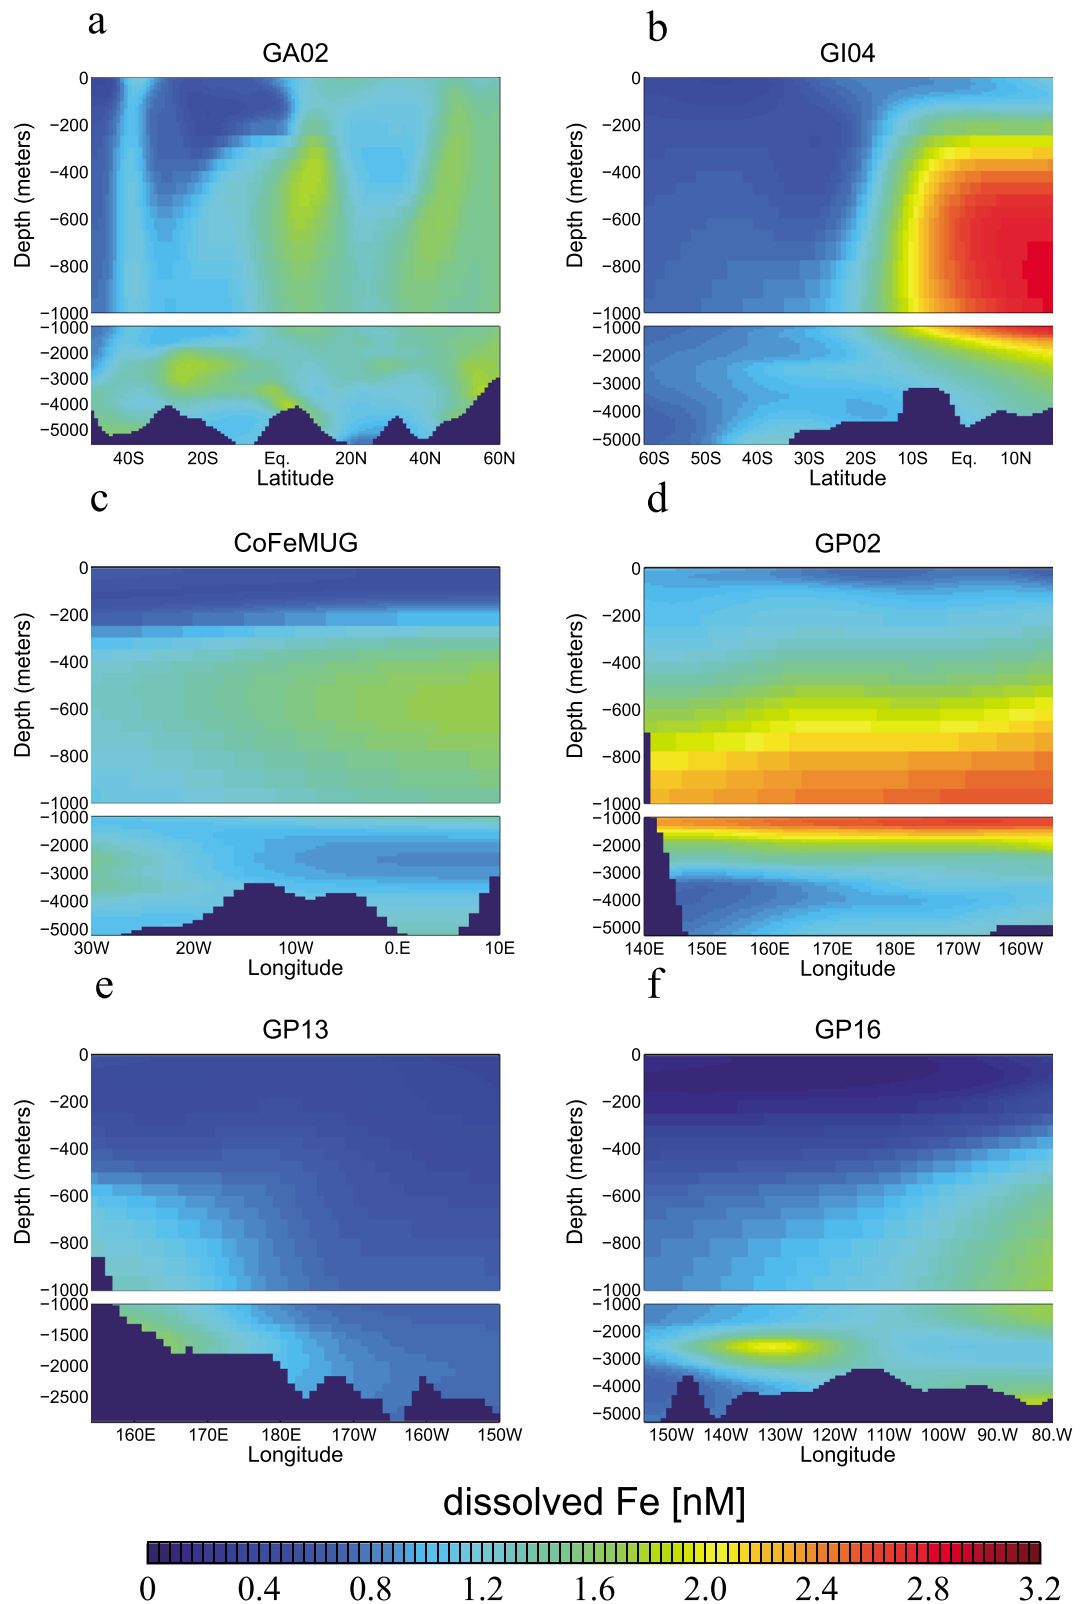 a
GA02
0
−200
−400
−600
−800
−1000
−1000
−2000
−3000
−4000
−5000
Depth (meters)
40S 20S Eq. 20N 40N 60N
Latitude
b
GI04
0
−200
−400
−600
−800
−1000
−1000
−2000
−3000
−4000
−5000
Depth (meters)
60S 50S 40S 30S 20S 10S Eq. 10N
Latitude
c
CoFeMUG
0
−200
−400
−600
−800
−1000
−1000
−2000
−3000
−4000
−5000
Depth (meters)
30W 20W 10W 0.E 10E
Longitude
d
GP02
0
−200
−400
−600
−800
−1000
−1000
−2000
−3000
−4000
−5000
Depth (meters)
140E 150E 160E 170E 180E 170W 160W
Longitude
e
GP13
0
−200
−400
−600
−800
−1000
−1000
−1500
−2000
−2500
Depth (meters)
160E 170E 180E 170W 160W 150W
Longitude
f
GP16
0
−200
−400
−600
−800
−1000
−1000
−2000
−3000
−4000
−5000
Depth (meters)
150W 140W 130W 120W 110W 100W 90.W 80.W
Longitude
dissolved Fe [nM]
0 0.4 0.8 1.2 1.6 2.0 2.4 2.8 3.2